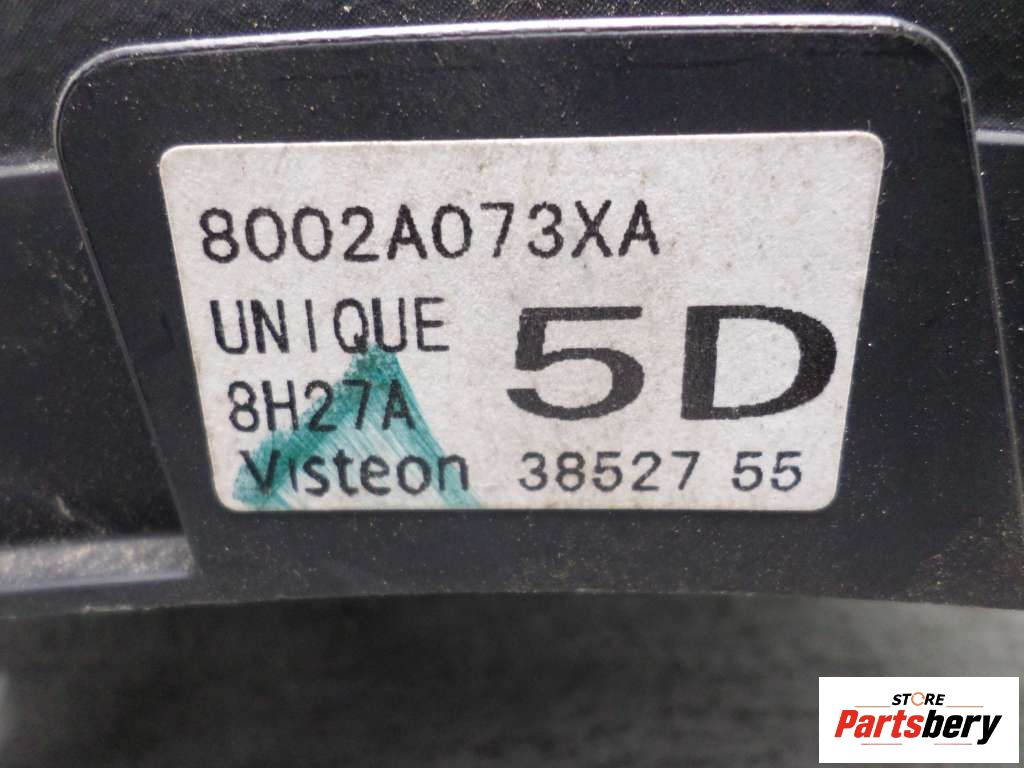 8002A073XA
UNIQUE
5D
8H27A
Visteon 38527 55
STORE
Partsbery